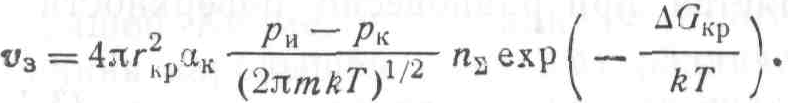 v_з = 4πr²_кр α_к (p_и − p_к) / (2πmkT)^{1/2} n_Σ exp(− ΔG_кр / kT).